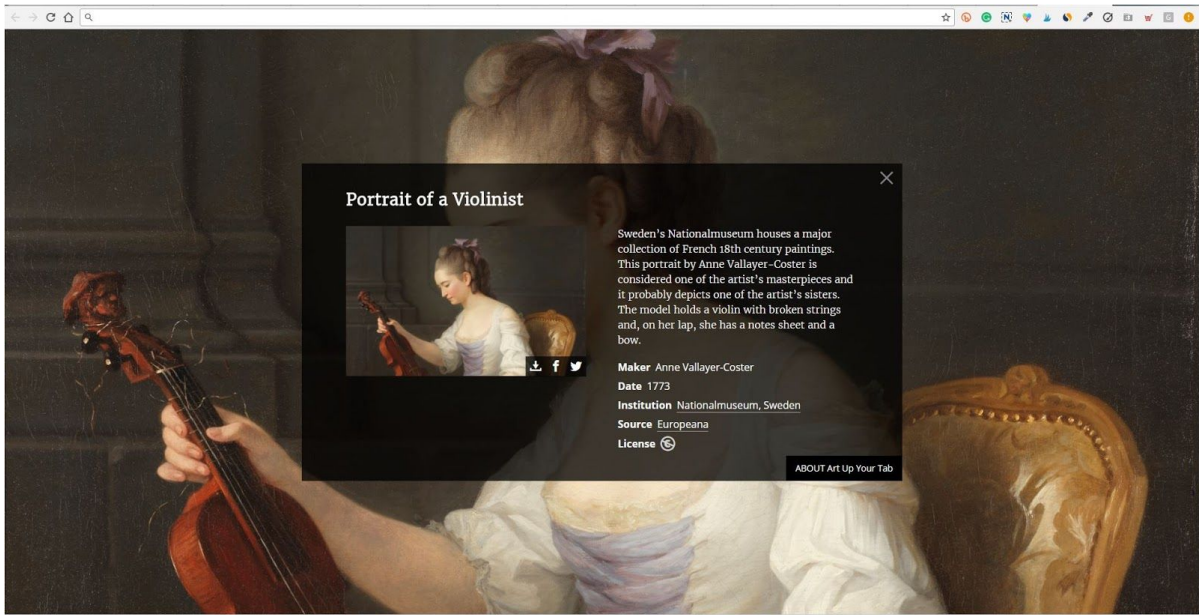 Portrait of a Violinist
Sweden's Nationalmuseum houses a major
collection of French 18th century paintings.
This portrait by Anne Vallayer-Coster is
considered one of the artist's masterpieces and
it probably depicts one of the artist's sisters.
The model holds a violin with broken strings
and, on her lap, she has a notes sheet and a
bow.
Maker Anne Vallayer-Coster
Date 1773
Institution Nationalmuseum, Sweden
Source Europeana
License
ABOUT Art Up Your Tab